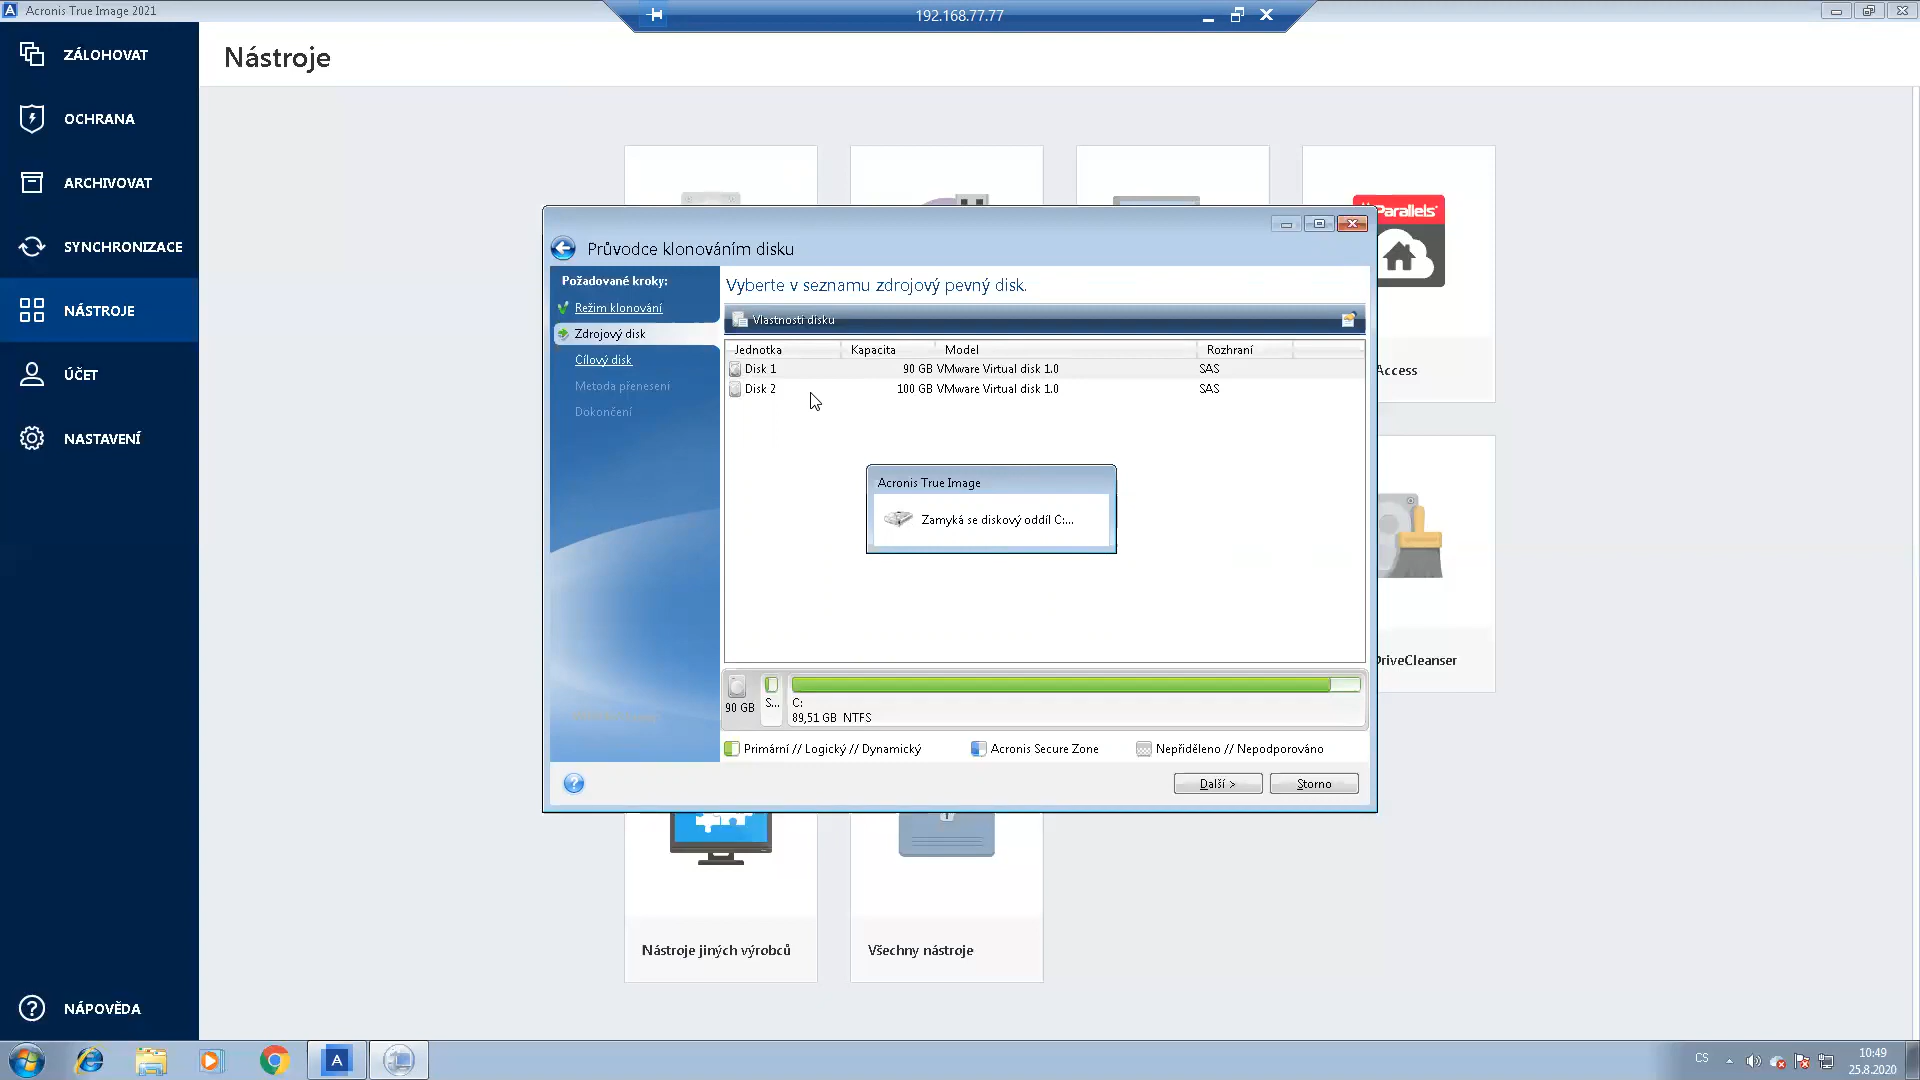 Acronis True Image 2021
192.168.77.77
ZÁLOHOVAT
OCHRANA
ARCHIVOVAT
SYNCHRONIZACE
NÁSTROJE
ÚČET
NASTAVENÍ
NÁPOVĚDA
Nástroje
Parallels
Access
DriveCleanser
Nástroje jiných výrobců
Všechny nástroje
Průvodce klonováním disku
Požadované kroky:
Režim klonování
Zdrojový disk
Cílový disk
Metoda přenesení
Dokončení
Vyberte v seznamu zdrojový pevný disk.
Vlastnosti disku
Jednotka Kapacita Model Rozhraní
Disk 1 90 GB VMware Virtual disk 1.0 SAS
Disk 2 100 GB VMware Virtual disk 1.0 SAS
Acronis True Image
Zamyká se diskový oddíl C:...
90 GB
S...
C:
89,51 GB NTFS
Primární // Logický // Dynamický
Acronis Secure Zone
Nepřiděleno // Nepodporováno
Další >
Storno
CS
10:49
25.8.2020